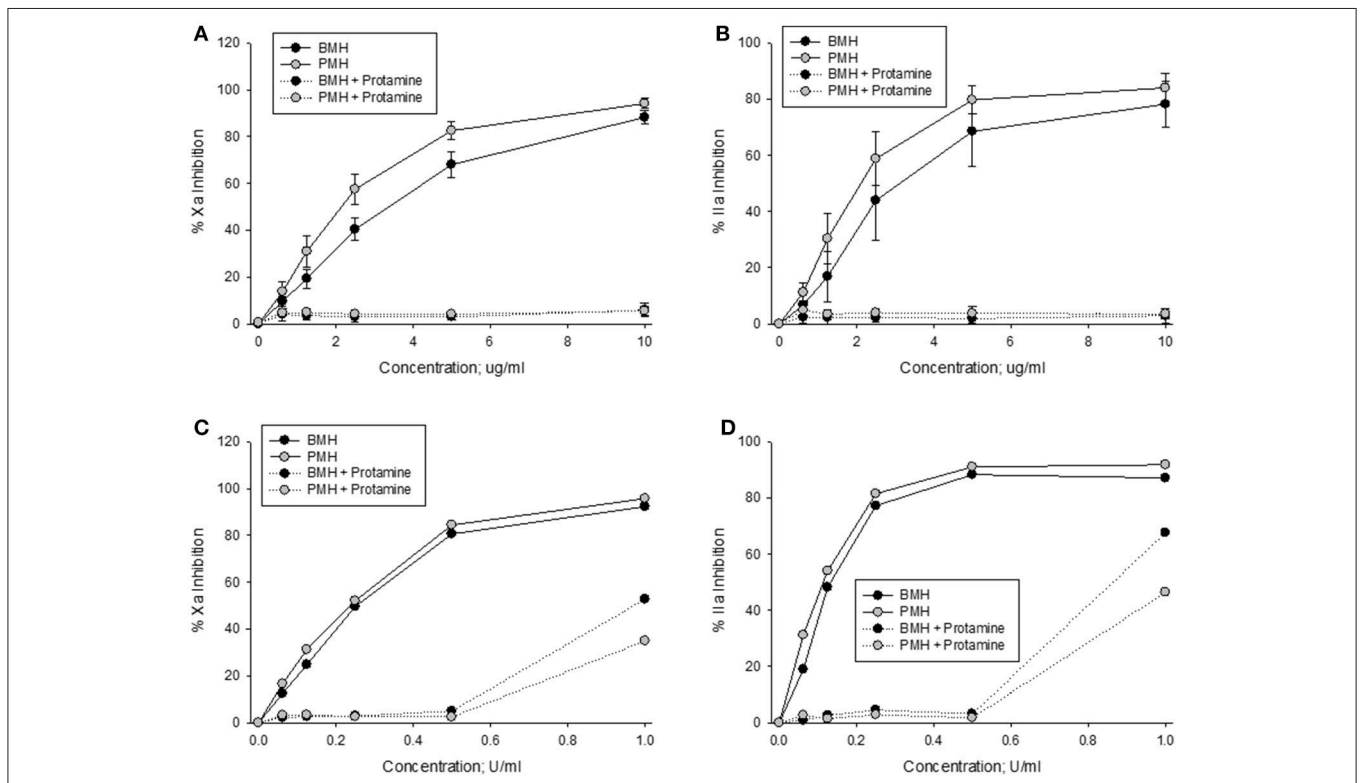 A
BMH
PMH
BMH + Protamine
PMH + Protamine
120
100
80
60
40
20
0
% Xa Inhibition
0 2 4 6 8 10
Concentration; ug/ml
B
BMH
PMH
BMH + Protamine
PMH + Protamine
100
80
60
40
20
0
% IIa Inhibition
0 2 4 6 8 10
Concentration; ug/ml
C
BMH
PMH
BMH + Protamine
PMH + Protamine
120
100
80
60
40
20
0
% Xa Inhibition
0.0 0.2 0.4 0.6 0.8 1.0
Concentration; U/ml
D
100
80
60
40
20
0
% IIa Inhibition
BMH
PMH
BMH + Protamine
PMH + Protamine
0.0 0.2 0.4 0.6 0.8 1.0
Concentration; U/ml